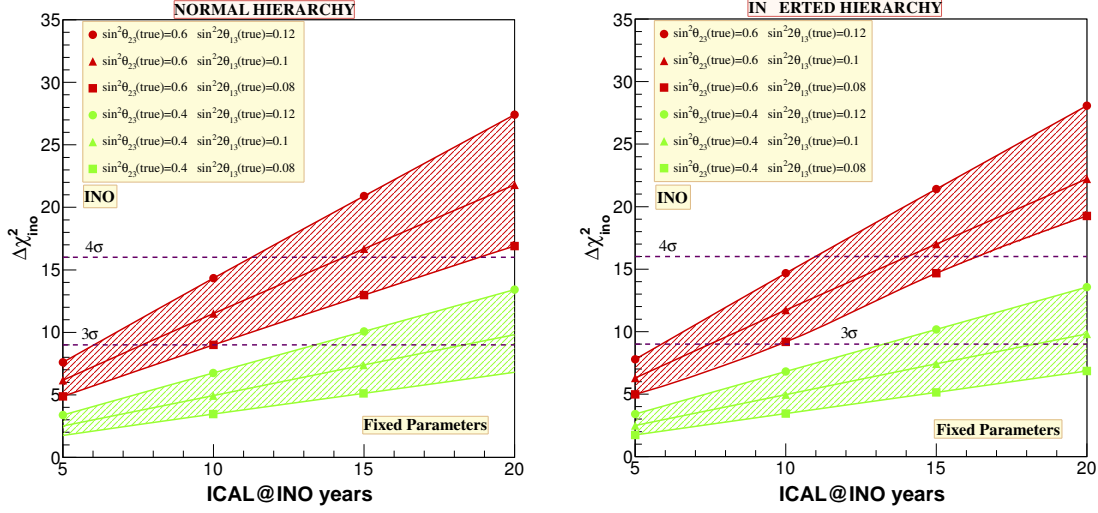 NORMAL HIERARCHY
35
30
25
20
15
10
5
0
Δχ²ino
sin²θ23(true)=0.6 sin²2θ13(true)=0.12
sin²θ23(true)=0.6 sin²2θ13(true)=0.1
sin²θ23(true)=0.6 sin²2θ13(true)=0.08
sin²θ23(true)=0.4 sin²2θ13(true)=0.12
sin²θ23(true)=0.4 sin²2θ13(true)=0.1
sin²θ23(true)=0.4 sin²2θ13(true)=0.08
INO
4σ
3σ
Fixed Parameters
5 10 15 20
ICAL@INO years
IN ERTED HIERARCHY
35
30
25
20
15
10
5
0
Δχ²ino
sin²θ23(true)=0.6 sin²2θ13(true)=0.12
sin²θ23(true)=0.6 sin²2θ13(true)=0.1
sin²θ23(true)=0.6 sin²2θ13(true)=0.08
sin²θ23(true)=0.4 sin²2θ13(true)=0.12
sin²θ23(true)=0.4 sin²2θ13(true)=0.1
sin²θ23(true)=0.4 sin²2θ13(true)=0.08
INO
4σ
3σ
Fixed Parameters
5 10 15 20
ICAL@INO years